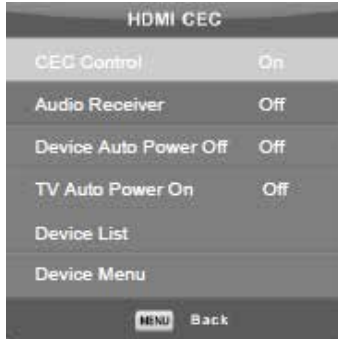 HDMI CEC
CEC Control On
Audio Receiver Off
Device Auto Power Off Off
TV Auto Power On Off
Device List
Device Menu
MENU Back